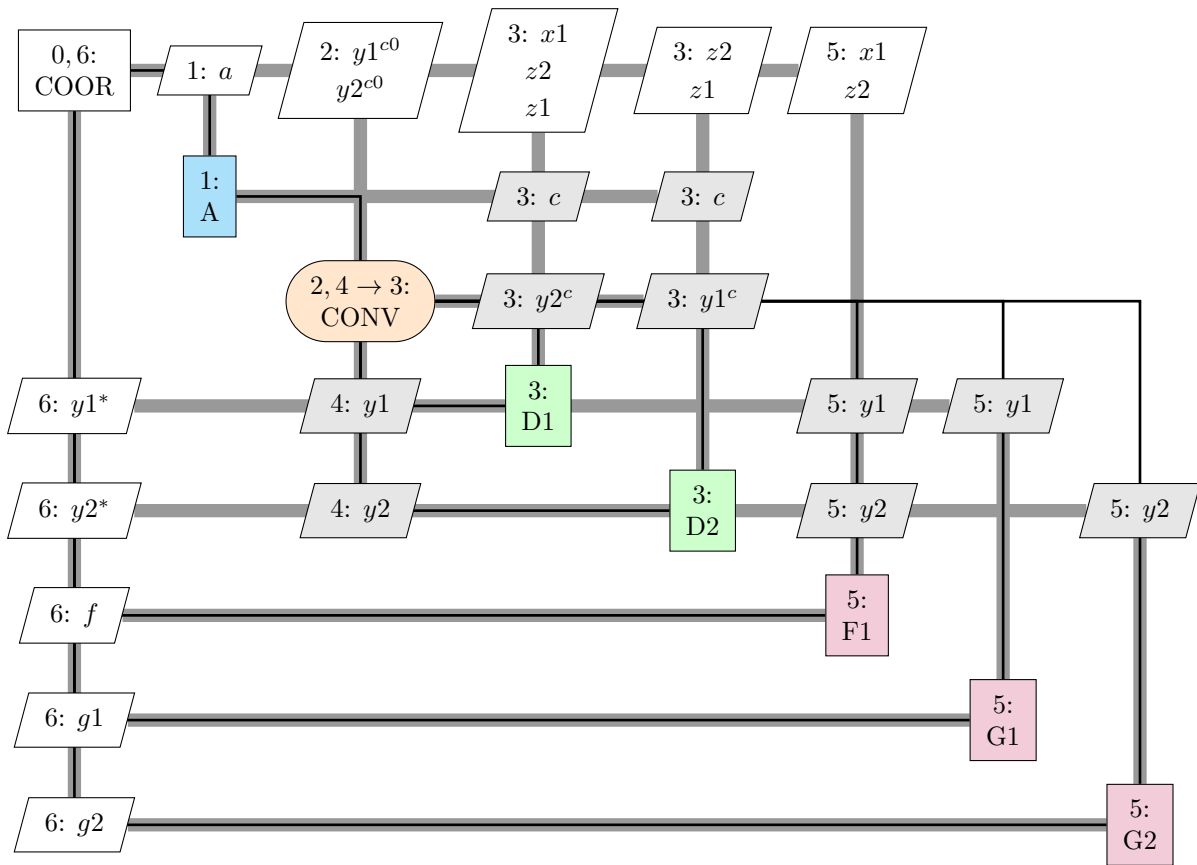 0, 6:
COOR
1: a
2: y1^{c0}
y2^{c0}
3: x1
z2
z1
3: z2
z1
5: x1
z2
1:
A
3: c
3: c
2, 4 → 3:
CONV
3: y2^c
3: y1^c
6: y1*
4: y1
3:
D1
5: y1
5: y1
6: y2*
4: y2
3:
D2
5: y2
5: y2
6: f
5:
F1
6: g1
5:
G1
6: g2
5:
G2